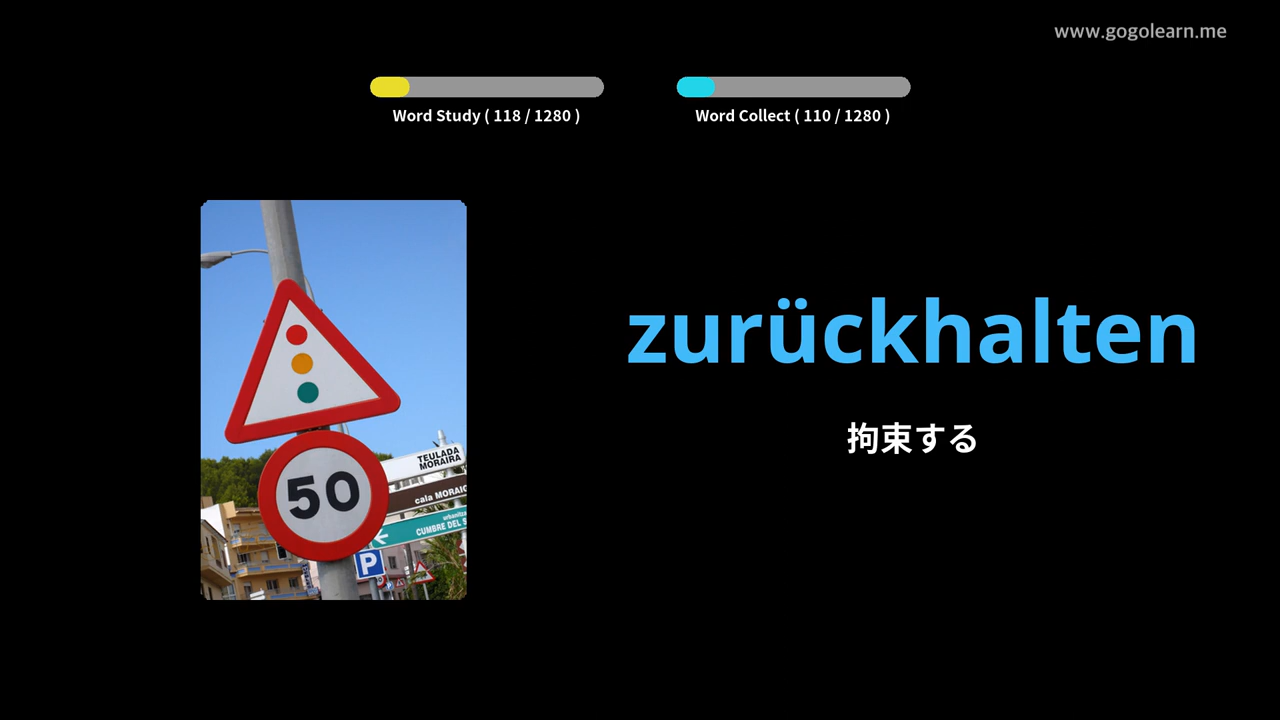 www.gogolearn.me
Word Study ( 118 / 1280 )
Word Collect ( 110 / 1280 )
zurückhalten
拘束する
50
TEULADA
MORAIRA
cala MORAI
CUMBRE DEL S
P